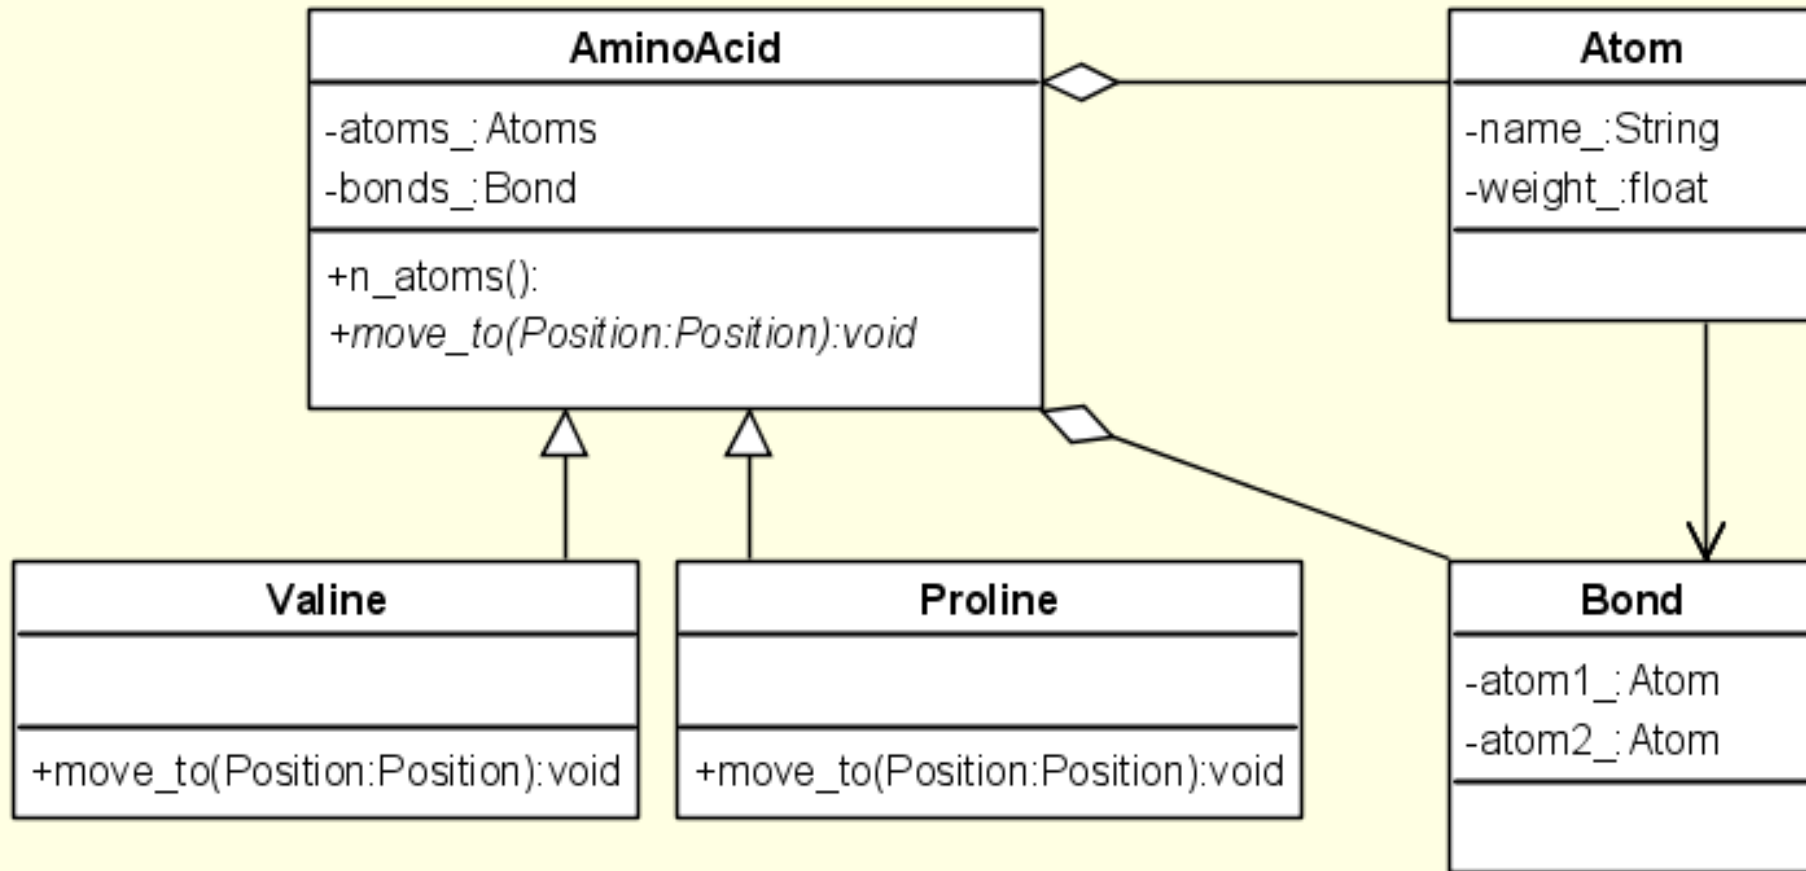 AminoAcid
-atoms_: Atoms
-bonds_:Bond
+n_atoms():
+move_to(Position:Position):void
Atom
-name_:String
-weight_:float
Valine
+move_to(Position:Position):void
Proline
+move_to(Position:Position):void
Bond
-atom1_: Atom
-atom2_: Atom